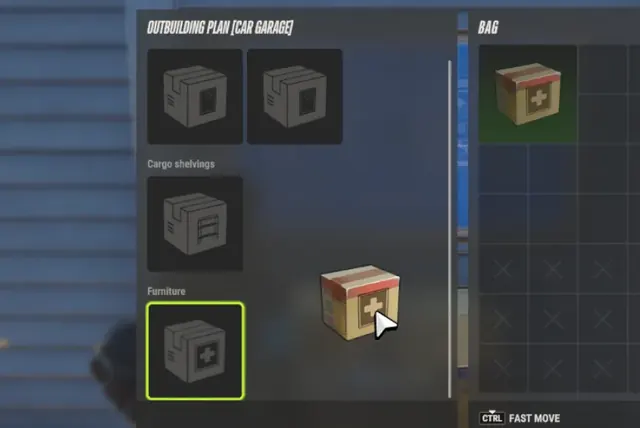 OUTBUILDING PLAN [CAR GARAGE]
BAG
Cargo shelvings
Furniture
CTRL FAST MOVE